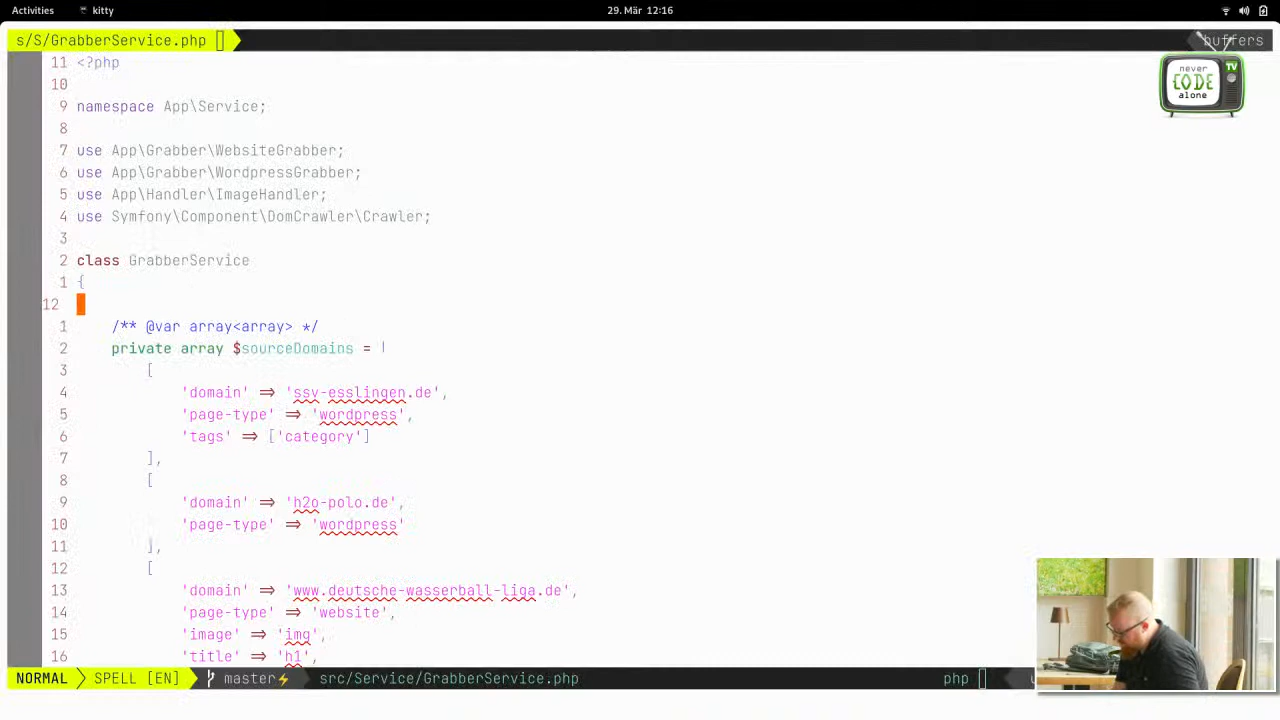 Activities
kitty
29. Mär 12:16
s/S/GrabberService.php
buffers
never
CODE
alone
TV
11 <?php
10
9 namespace App\Service;
8
7 use App\Grabber\WebsiteGrabber;
6 use App\Grabber\WordpressGrabber;
5 use App\Handler\ImageHandler;
4 use Symfony\Component\DomCrawler\Crawler;
3
2 class GrabberService
1 {
12
1 /** @var array<array> */
2 private array $sourceDomains = [
3 [
4 'domain' => 'ssv-esslingen.de',
5 'page-type' => 'wordpress',
6 'tags' => ['category']
7 ],
8 [
9 'domain' => 'h2o-polo.de',
10 'page-type' => 'wordpress'
11 ],
12 [
13 'domain' => 'www.deutsche-wasserball-liga.de',
14 'page-type' => 'website',
15 'image' => 'img',
16 'title' => 'h1',
NORMAL SPELL [EN] master⚡ src/Service/GrabberService.php php